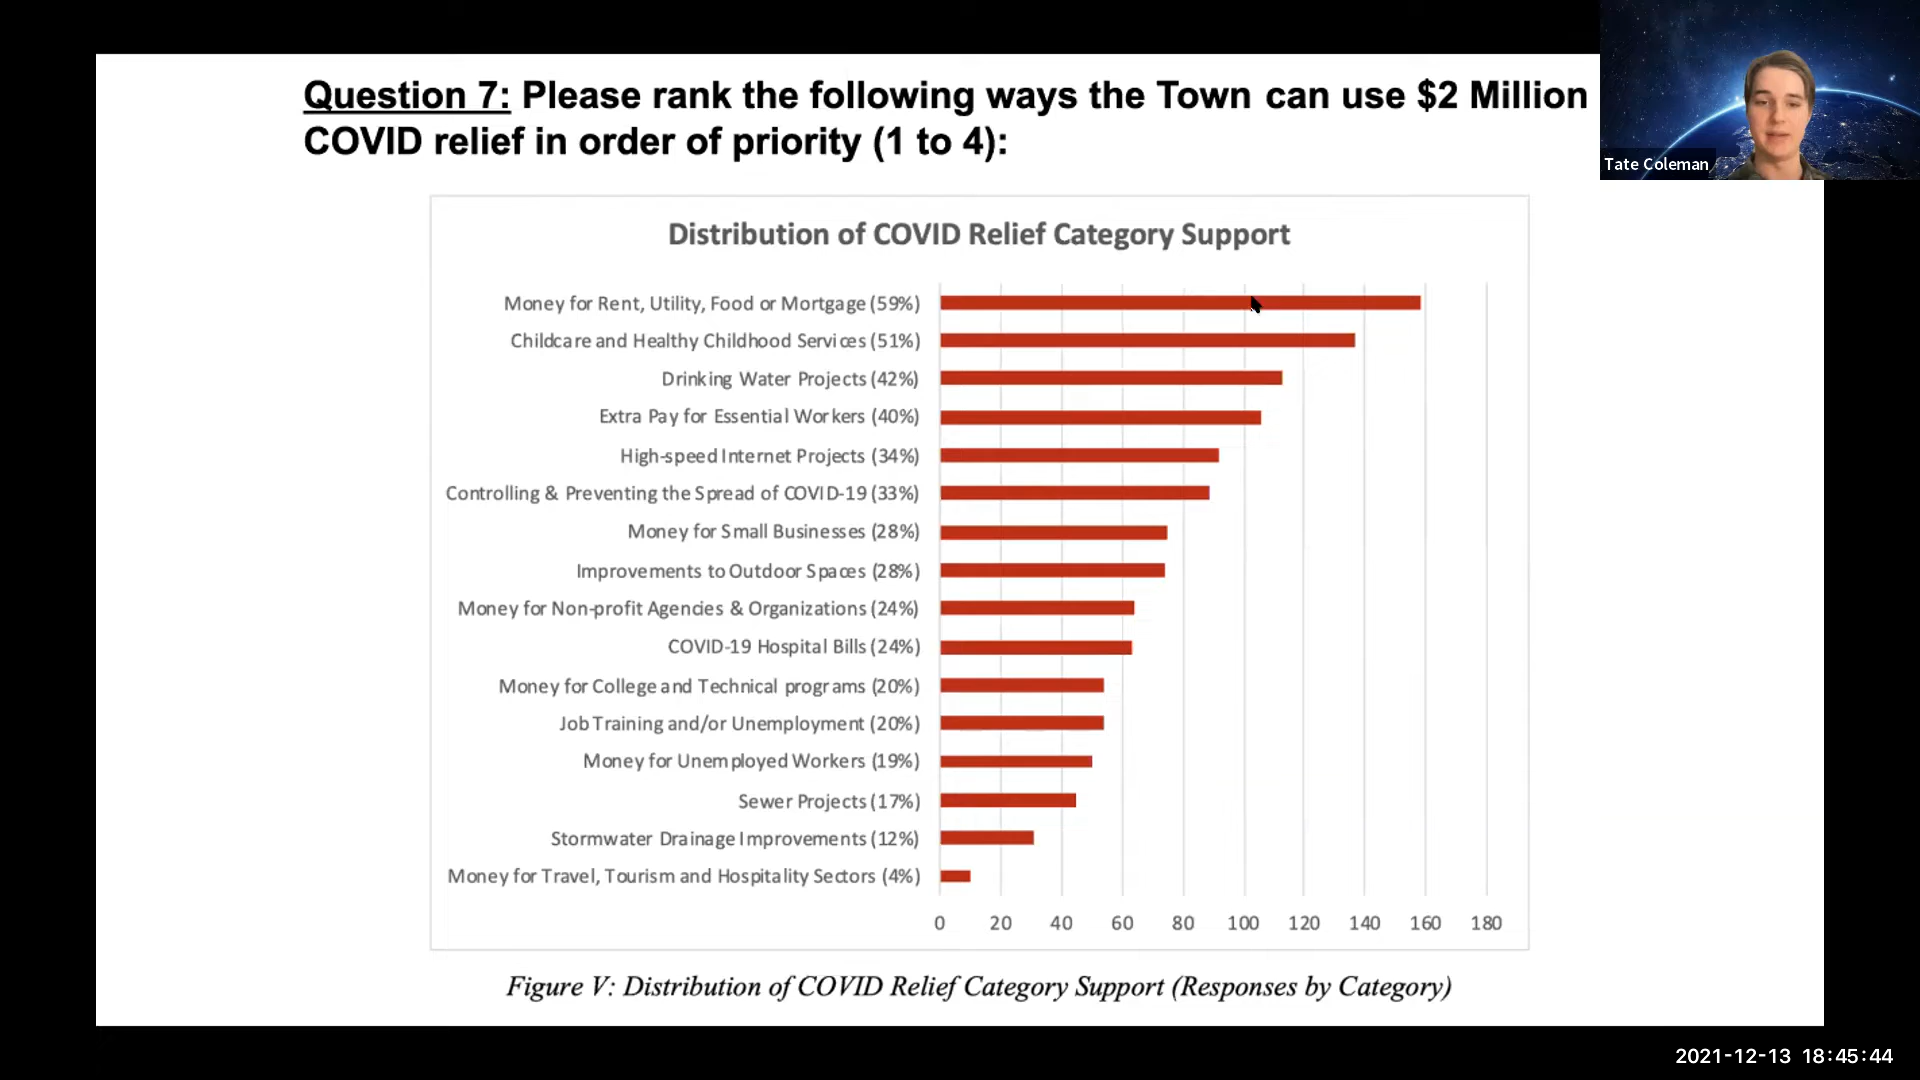 Question 7: Please rank the following ways the Town can use $2 Million
COVID relief in order of priority (1 to 4):
Tate Coleman
Distribution of COVID Relief Category Support
Money for Rent, Utility, Food or Mortgage (59%)
Childcare and Healthy Childhood Services (51%)
Drinking Water Projects (42%)
Extra Pay for Essential Workers (40%)
High-speed Internet Projects (34%)
Controlling & Preventing the Spread of COVID-19 (33%)
Money for Small Businesses (28%)
Improvements to Outdoor Spaces (28%)
Money for Non-profit Agencies & Organizations (24%)
COVID-19 Hospital Bills (24%)
Money for College and Technical programs (20%)
Job Training and/or Unemployment (20%)
Money for Unemployed Workers (19%)
Sewer Projects (17%)
Stormwater Drainage Improvements (12%)
Money for Travel, Tourism and Hospitality Sectors (4%)
0 20 40 60 80 100 120 140 160 180
Figure V: Distribution of COVID Relief Category Support (Responses by Category)
2021-12-13 18:45:44